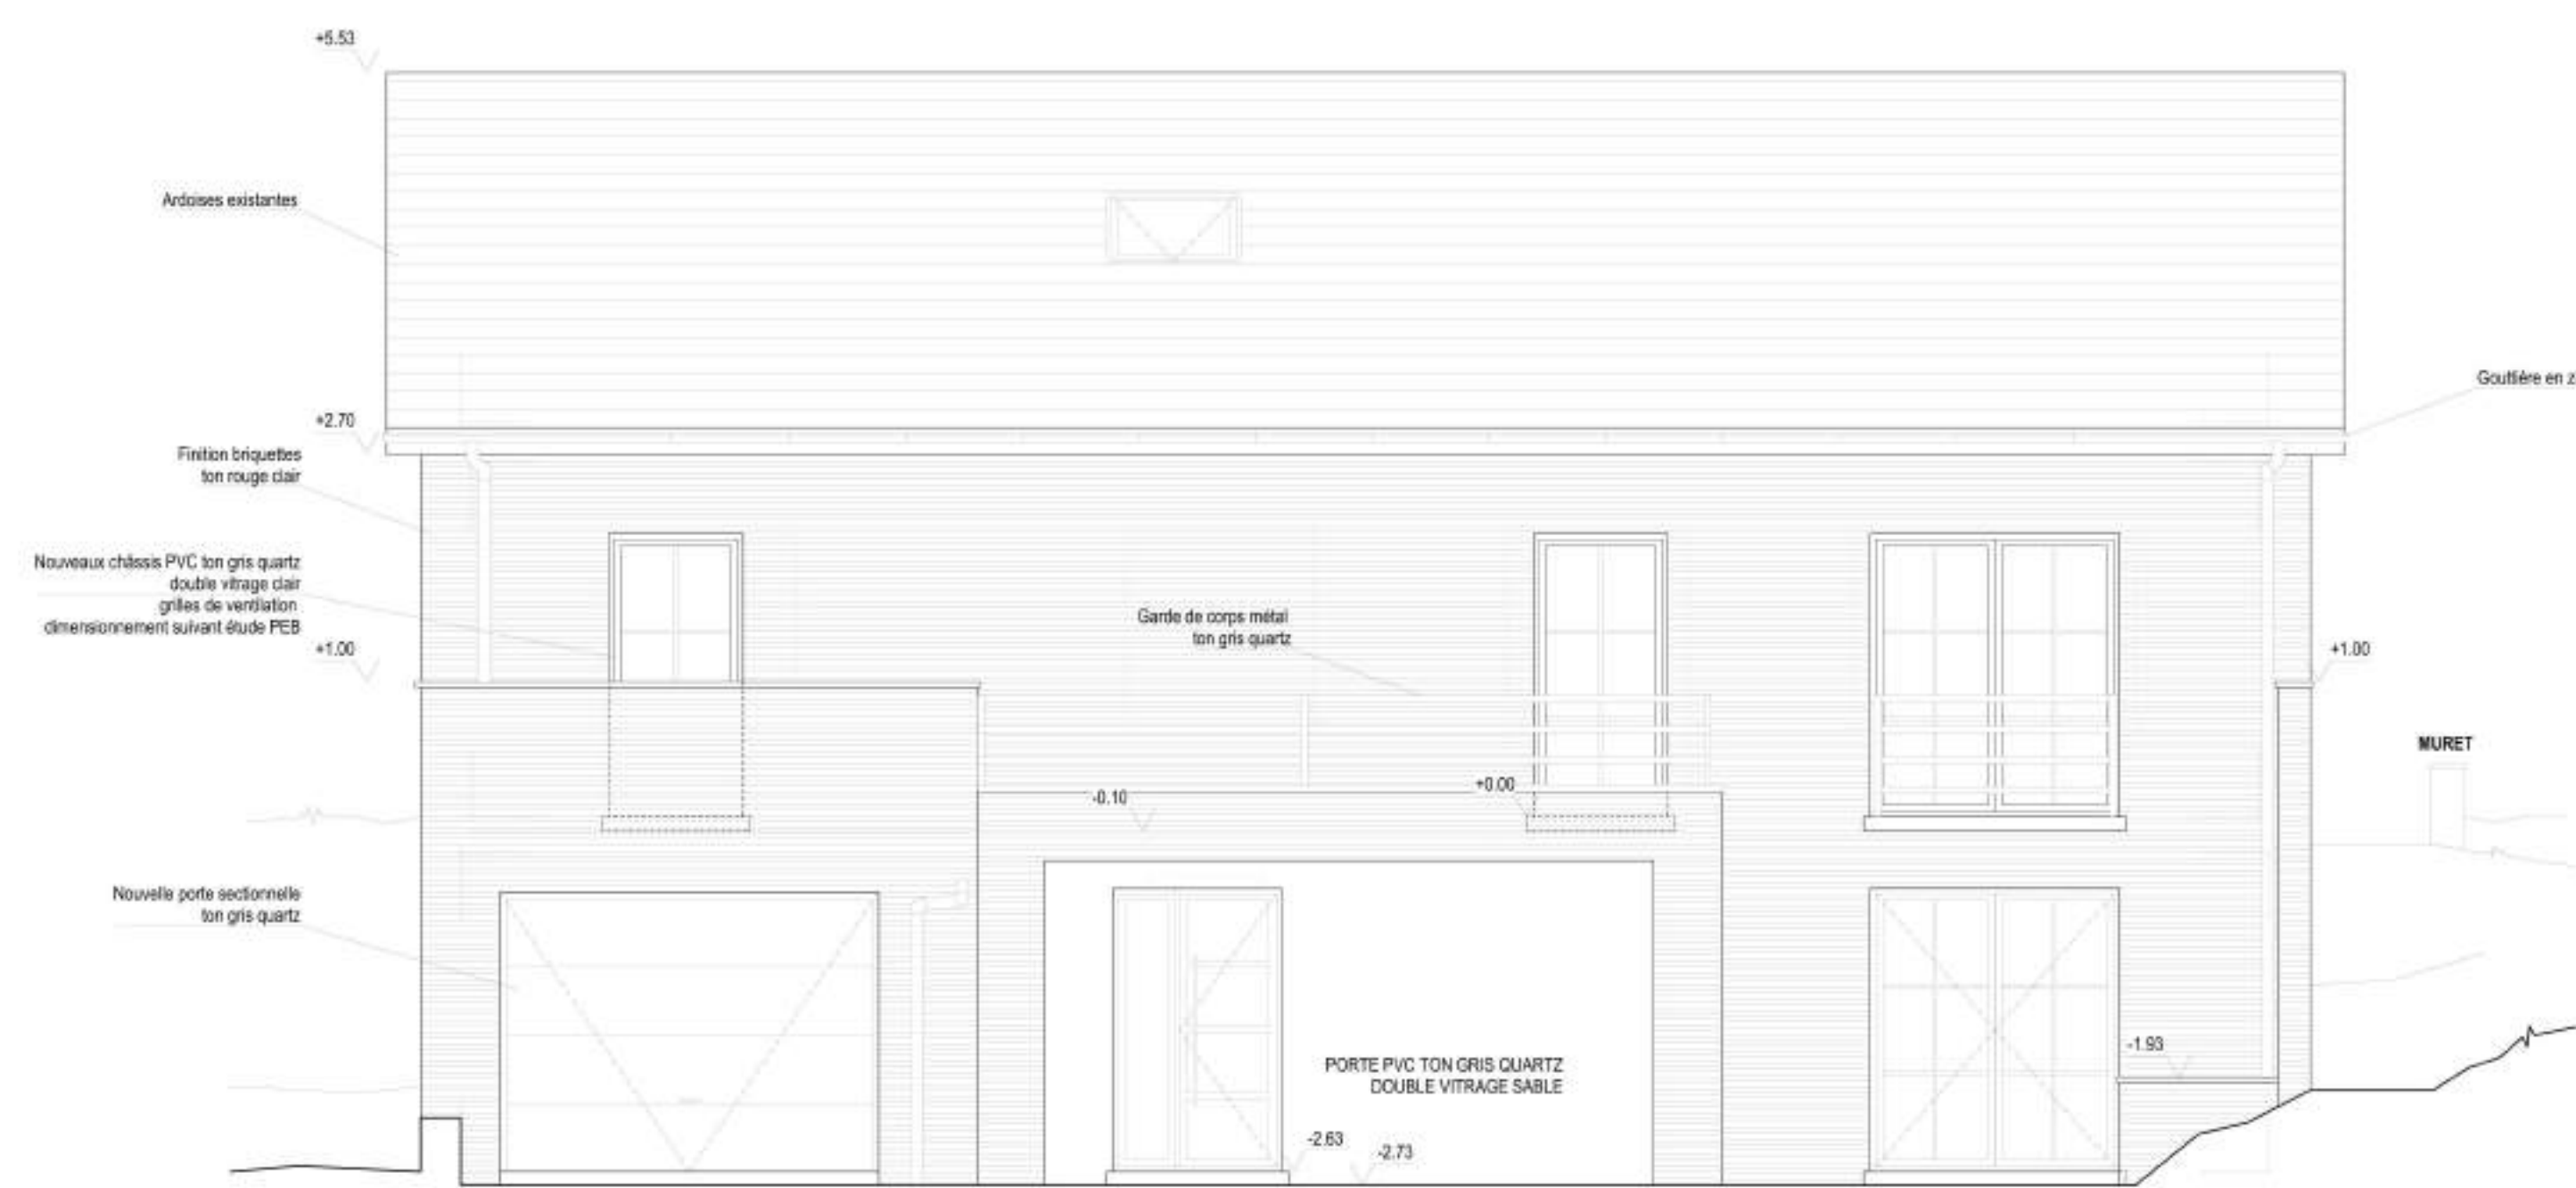 +5.53
Ardoises existantes
Gouttière en z
+2.70
Finition briquettes
ton rouge clair
Nouveaux châssis PVC ton gris quartz
double vitrage clair
grilles de ventilation
dimensionnement suivant étude PEB
Garde de corps métal
ton gris quartz
+1.00
+1.00
MURET
+0.00
-0.10
Nouvelle porte sectionnelle
ton gris quartz
-1.93
PORTE PVC TON GRIS QUARTZ
DOUBLE VITRAGE SABLE
-2.63
-2.73